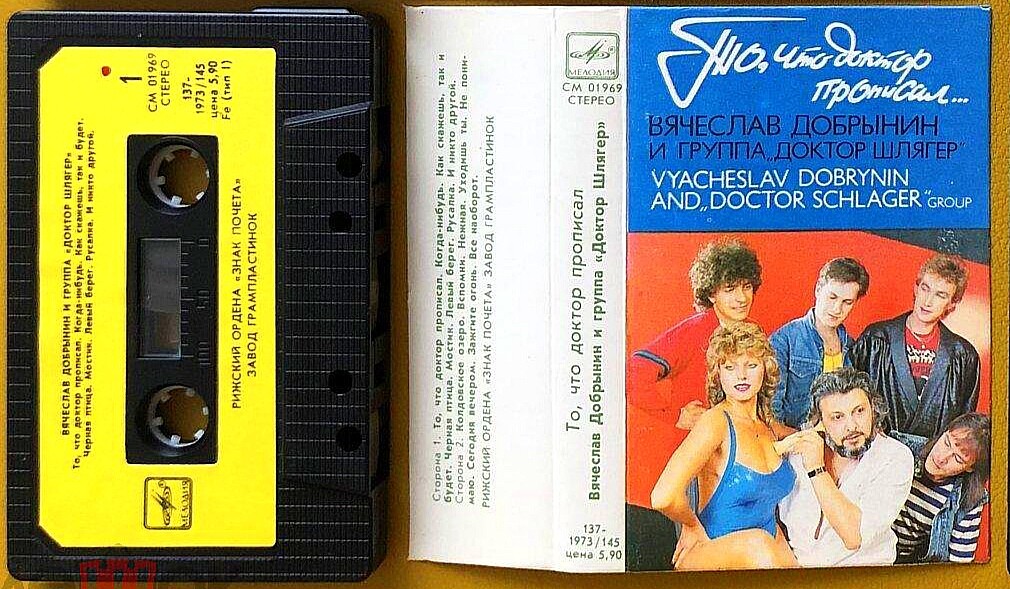 1
СМ 01969
СТЕРЕО
137-
1973/145
цена 5,90
Fe (тип I)
ВЯЧЕСЛАВ ДОБРЫНИН И ГРУППА «ДОКТОР ШЛЯГЕР»
То, что доктор прописал. Когда-нибудь. Как скажешь, так и будет.
Черная птица. Мостик. Левый берег. Русалка. И никто другой.
МЕЛОДИЯ
РИЖСКИЙ ОРДЕНА «ЗНАК ПОЧЕТА»
ЗАВОД ГРАМПЛАСТИНОК
100
50
0
Сторона 1. То, что доктор прописал. Когда-нибудь. Как скажешь, так и
будет. Черная птица. Мостик. Левый берег. Русалка. И никто другой.
Сторона 2. Колдовское озеро. Вспомни. Нежная. Уходишь ты. Не пони-
маю. Сегодня вечером. Зажгите огонь. Все наоборот.
РИЖСКИЙ ОРДЕНА «ЗНАК ПОЧЕТА» ЗАВОД ГРАМПЛАСТИНОК
МЕЛОДИЯ
СМ 01969
СТЕРЕО
То, что доктор прописал
Вячеслав Добрынин и группа «Доктор Шлягер»
137-
1973/145
цена 5,90
То, что доктор
прописал...
ВЯЧЕСЛАВ ДОБРЫНИН
И ГРУППА „ДОКТОР ШЛЯГЕР"
VYACHESLAV DOBRYNIN
AND „DOCTOR SCHLAGER" GROUP